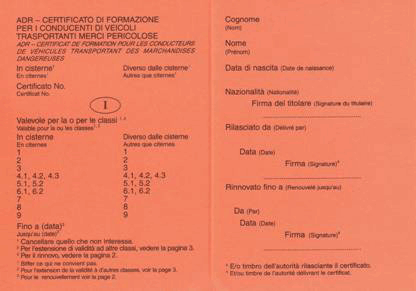 ADR – CERTIFICATO DI FORMAZIONE
PER I CONDUCENTI DI VEICOLI
TRASPORTANTI MERCI PERICOLOSE
ADR – CERTIFICAT DE FORMATION POUR LES CONDUCTEURS
DE VÉHICULES TRANSPORTANT DES MARCHANDISES
DANGEREUSES
In cisterne¹ Diverso dalle cisterne¹
En citernes¹ Autres que citernes¹
Certificato No.
Certificat No.
I
Valevole per la o per le classi ¹, ²
Valable pour la ou les classes¹, ²
In cisterne Diverso dalle cisterne
En citernes Autres que citernes
1 1
2 2
3 3
4.1, 4.2, 4.3 4.1, 4.2, 4.3
5.1, 5.2 5.1, 5.2
6.1, 6.2 6.1, 6.2
7 7
8 8
9 9
Fino a (data)³
Jusqu'au (date)³
¹ Cancellare quello che non interessa.
² Per l'estensione di validità ad altre classi, vedere la pagina 3.
³ Per il rinnovo, vedere la pagina 2.
¹ Biffer ce qui ne convient pas.
² Pour l'extension de la validité à d'autres classes, voir la page 3.
³ Pour le renouvellement voir la page 2.
Cognome
(Nom)
Nome
(Prénom)
Data di nascita (Date de naissance)
Nazionalità (Nationalité)
Firma del titolare (Signature du titulaire)
Rilasciato da (Délivré par)
Data (Date)
Firma (Signature)⁴
Rinnovato fino a (Renouvelé jusqu'au)
Da (Par)
Data (Date)
Firma (Signature)⁴
⁴ E/o timbro dell'autorità rilasciante il certificato.
⁴ Et/ou timbre de l'autorité délivrant le certificat.